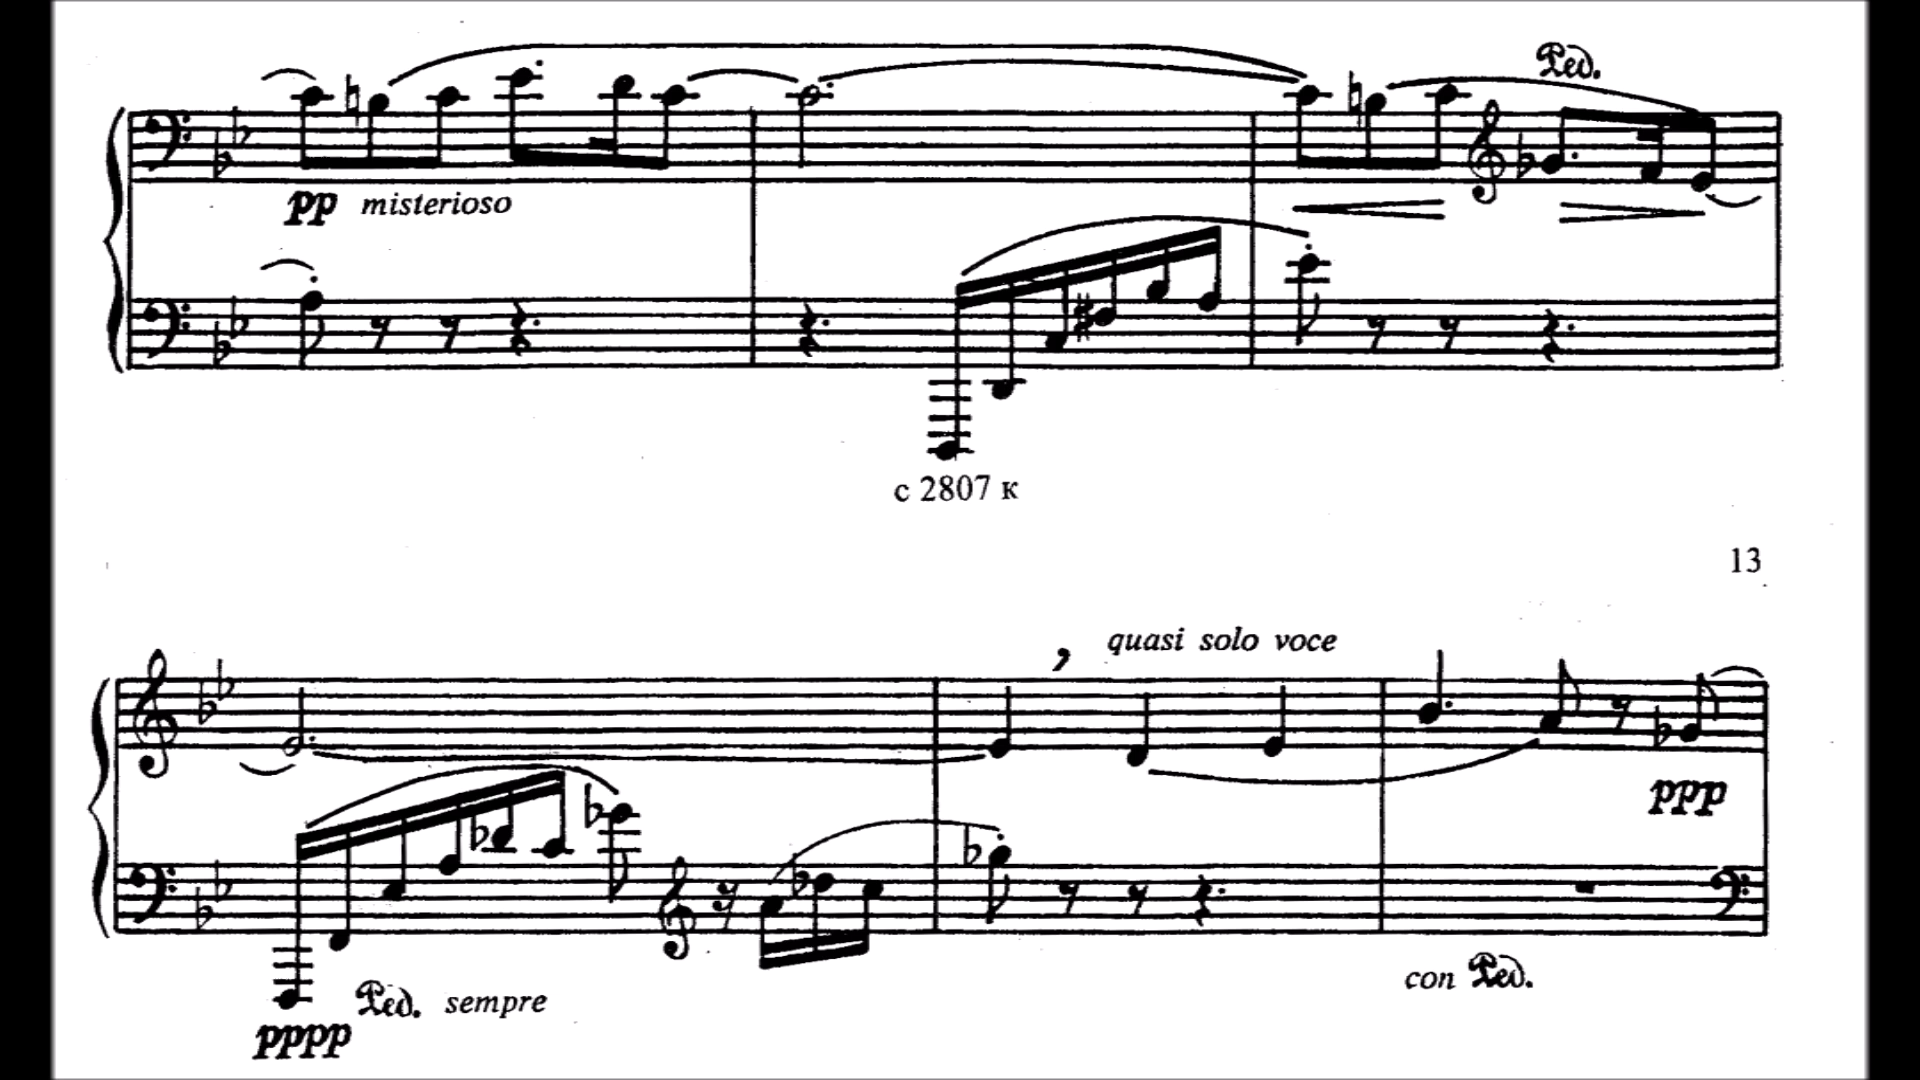 Ped.
pp misterioso
с 2807 к
13
quasi solo voce
ppp
con Ped.
Ped. sempre
pppp